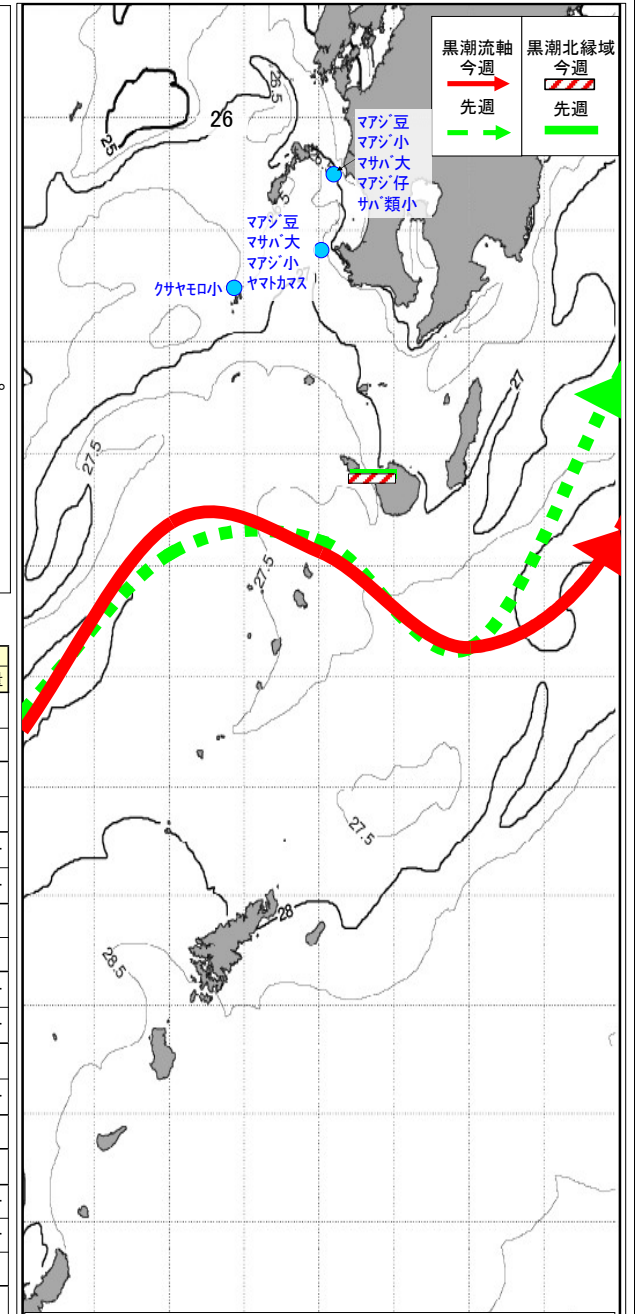 黒潮流軸
今週
先週
黒潮北縁域
今週
先週
26
25
26.5
マアジ豆
マアジ小
マサバ大
マアジ仔
サバ類小
マアジ豆
マサバ大
マアジ小
ヤマトカマス
クサヤモロ小
27
27.5
27.5
27.5
28
28.5